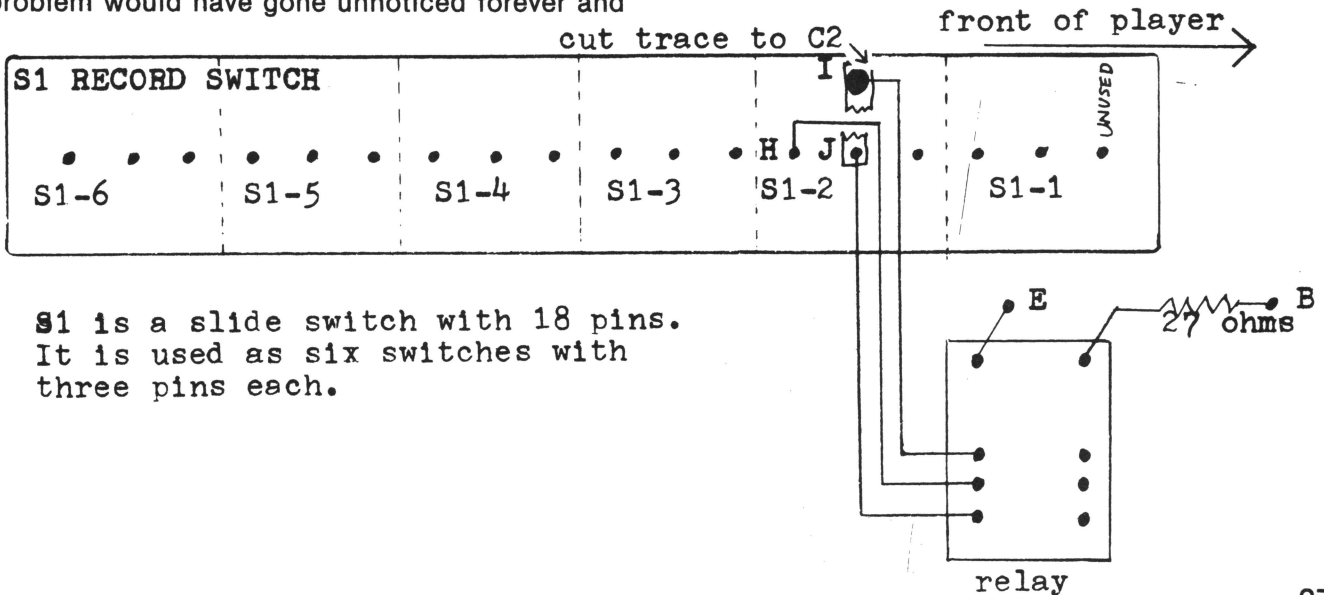 problem would have gone unnoticed forever and
front of player
cut trace to C2
S1 RECORD SWITCH
I
UNUSED
H
J
S1-6
S1-5
S1-4
S1-3
S1-2
S1-1
S1 is a slide switch with 18 pins.
It is used as six switches with
three pins each.
E
B
27 ohms
relay